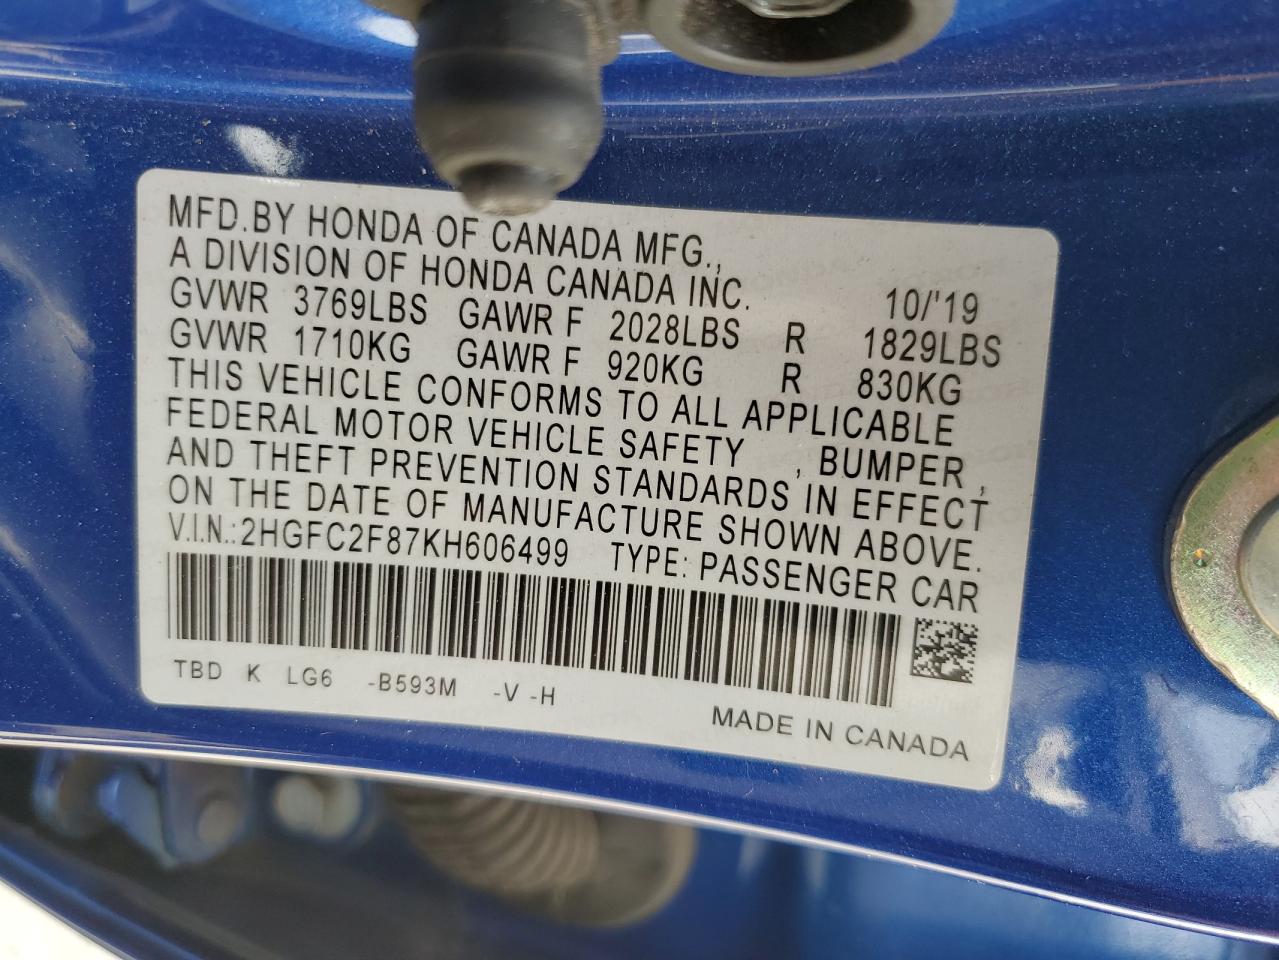 MFD.BY HONDA OF CANADA MFG.,
A DIVISION OF HONDA CANADA INC. 10/'19
GVWR 3769LBS GAWR F 2028LBS R 1829LBS
GVWR 1710KG GAWR F 920KG R 830KG
THIS VEHICLE CONFORMS TO ALL APPLICABLE
FEDERAL MOTOR VEHICLE SAFETY , BUMPER ,
AND THEFT PREVENTION STANDARDS IN EFFECT
ON THE DATE OF MANUFACTURE SHOWN ABOVE.
V.I.N.:2HGFC2F87KH606499 TYPE: PASSENGER CAR
TBD K LG6 -B593M -V -H
MADE IN CANADA